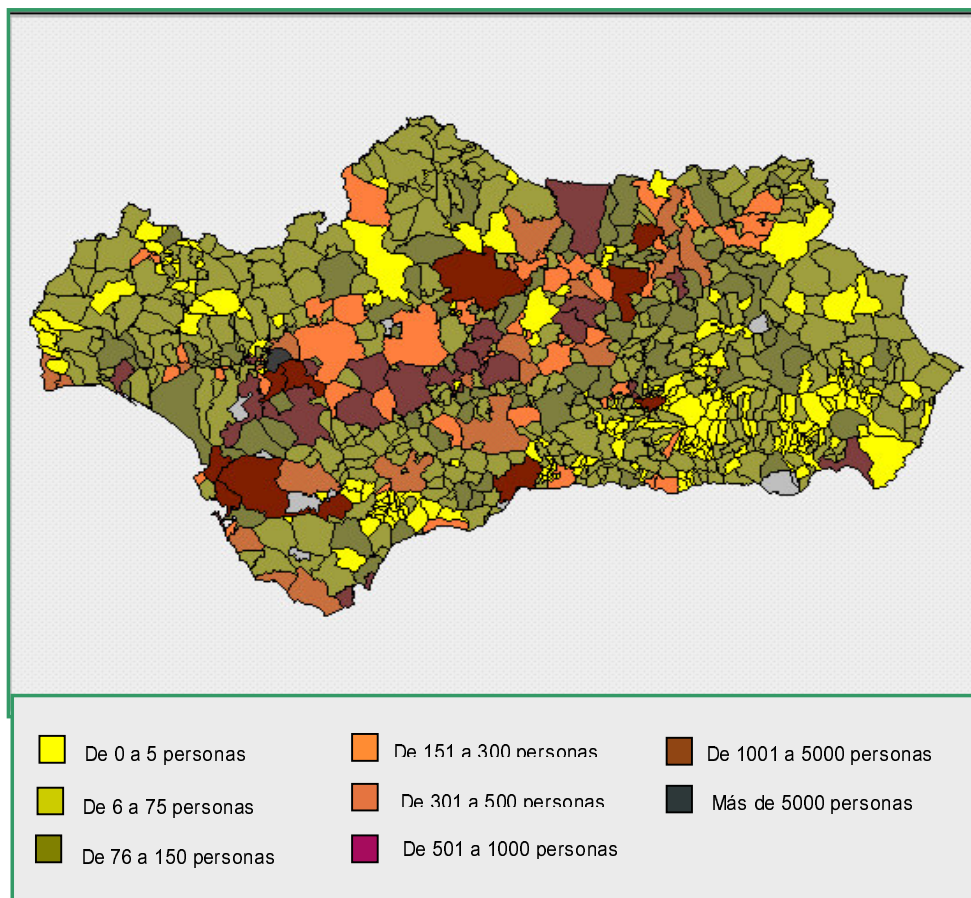 De 0 a 5 personas
De 6 a 75 personas
De 76 a 150 personas
De 151 a 300 personas
De 301 a 500 personas
De 501 a 1000 personas
De 1001 a 5000 personas
Más de 5000 personas